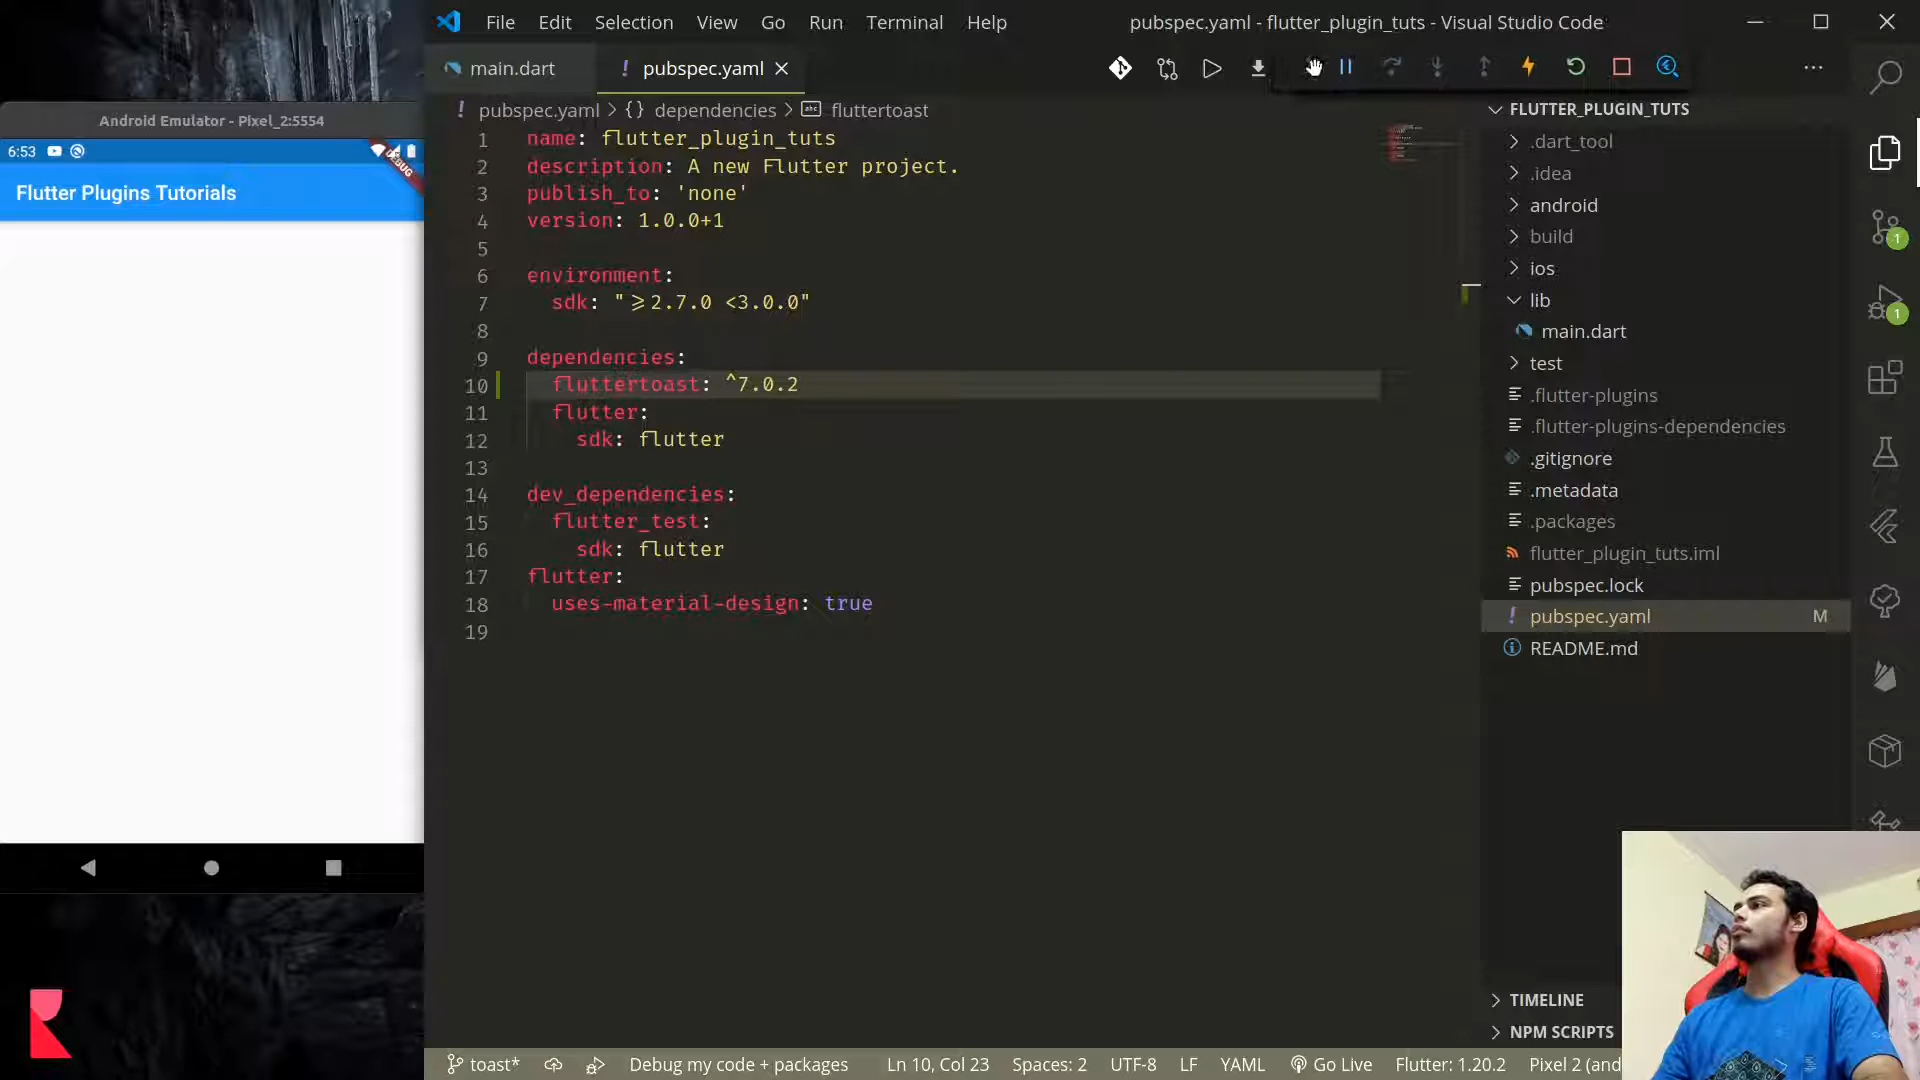 File Edit Selection View Go Run Terminal Help
pubspec.yaml - flutter_plugin_tuts - Visual Studio Code
main.dart
! pubspec.yaml
! pubspec.yaml > {} dependencies > abc fluttertoast
1 name: flutter_plugin_tuts
2 description: A new Flutter project.
3 publish_to: 'none'
4 version: 1.0.0+1
5
6 environment:
7 sdk: ">=2.7.0 <3.0.0"
8
9 dependencies:
10 fluttertoast: ^7.0.2
11 flutter:
12 sdk: flutter
13
14 dev_dependencies:
15 flutter_test:
16 sdk: flutter
17 flutter:
18 uses-material-design: true
19
Android Emulator - Pixel_2:5554
6:53
DEBUG
Flutter Plugins Tutorials
FLUTTER_PLUGIN_TUTS
.dart_tool
.idea
android
build
ios
lib
main.dart
test
.flutter-plugins
.flutter-plugins-dependencies
.gitignore
.metadata
.packages
flutter_plugin_tuts.iml
pubspec.lock
! pubspec.yaml M
README.md
TIMELINE
NPM SCRIPTS
1
1
toast* Debug my code + packages Ln 10, Col 23 Spaces: 2 UTF-8 LF YAML Go Live Flutter: 1.20.2 Pixel 2 (and